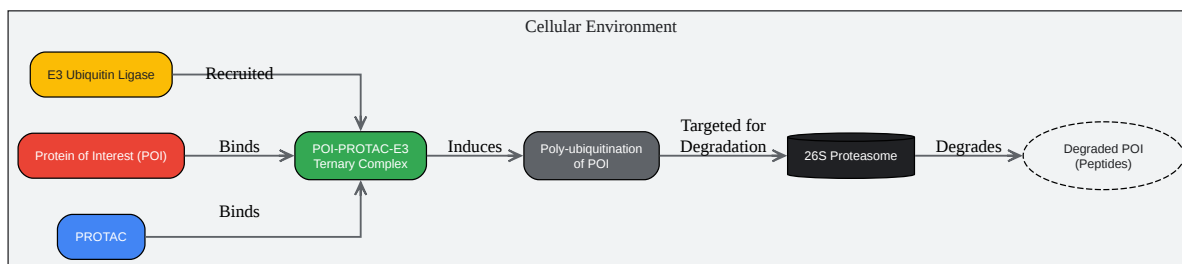 Cellular Environment
E3 Ubiquitin Ligase
Recruited
Protein of Interest (POI)
Binds
PROTAC
Binds
POI-PROTAC-E3
Ternary Complex
Induces
Poly-ubiquitination
of POI
Targeted for
Degradation
26S Proteasome
Degrades
Degraded POI
(Peptides)